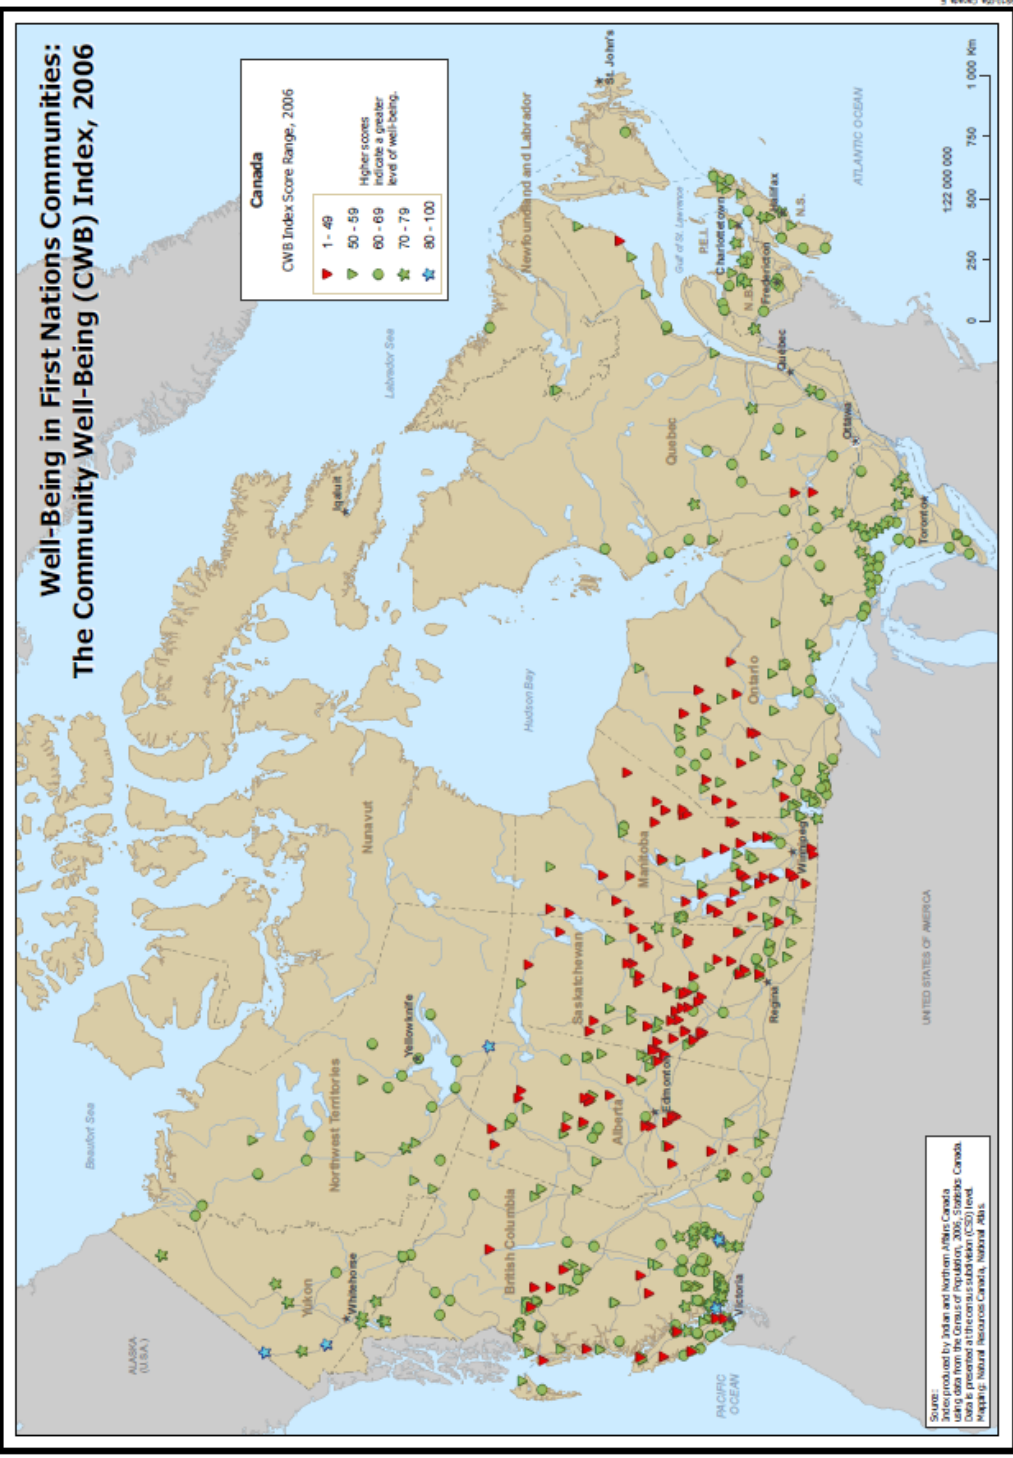 Well-Being in First Nations Communities:
The Community Well-Being (CWB) Index, 2006
Canada
CWB Index Score Range, 2006
1 - 49
50 - 59
60 - 69
70 - 79
80 - 100
Higher scores
indicate a greater
level of well-being.
ALASKA
(U.S.A.)
Beaufort Sea
Labrador Sea
Hudson Bay
Gulf of St. Lawrence
ATLANTIC OCEAN
PACIFIC
OCEAN
UNITED STATES OF AMERICA
Yukon
Whitehorse
Northwest Territories
Yellowknife
Nunavut
Iqaluit
British Columbia
Victoria
Alberta
Edmonton
Saskatchewan
Regina
Manitoba
Winnipeg
Ontario
Toronto
Ottawa
Quebec
Québec
Newfoundland and Labrador
St. John's
P.E.I.
Charlottetown
N.B.
Fredericton
Halifax
N.S.
1:22 000 000
0 250 500 750 1 000 Km
Source:
Index produced by Indian and Northern Affairs Canada
using data from the Census of Population, 2006, Statistics Canada.
Data is presented at the census subdivision (CSD) level.
Mapping: Natural Resources Canada, National Atlas.